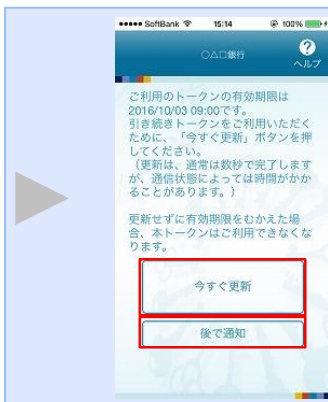 SoftBank 15:14 100%
○△□銀行
?
ヘルプ
ご利用のトークンの有効期限は
2016/10/03 09:00です。
引き続きトークンをご利用いただく
ために、「今すぐ更新」ボタンを押
してください。
（更新は、通常は数秒で完了します
が、通信状態によっては時間がかか
ることがあります。）
更新せずに有効期限をむかえた場
合、本トークンはご利用できなくな
ります。
今すぐ更新
後で通知